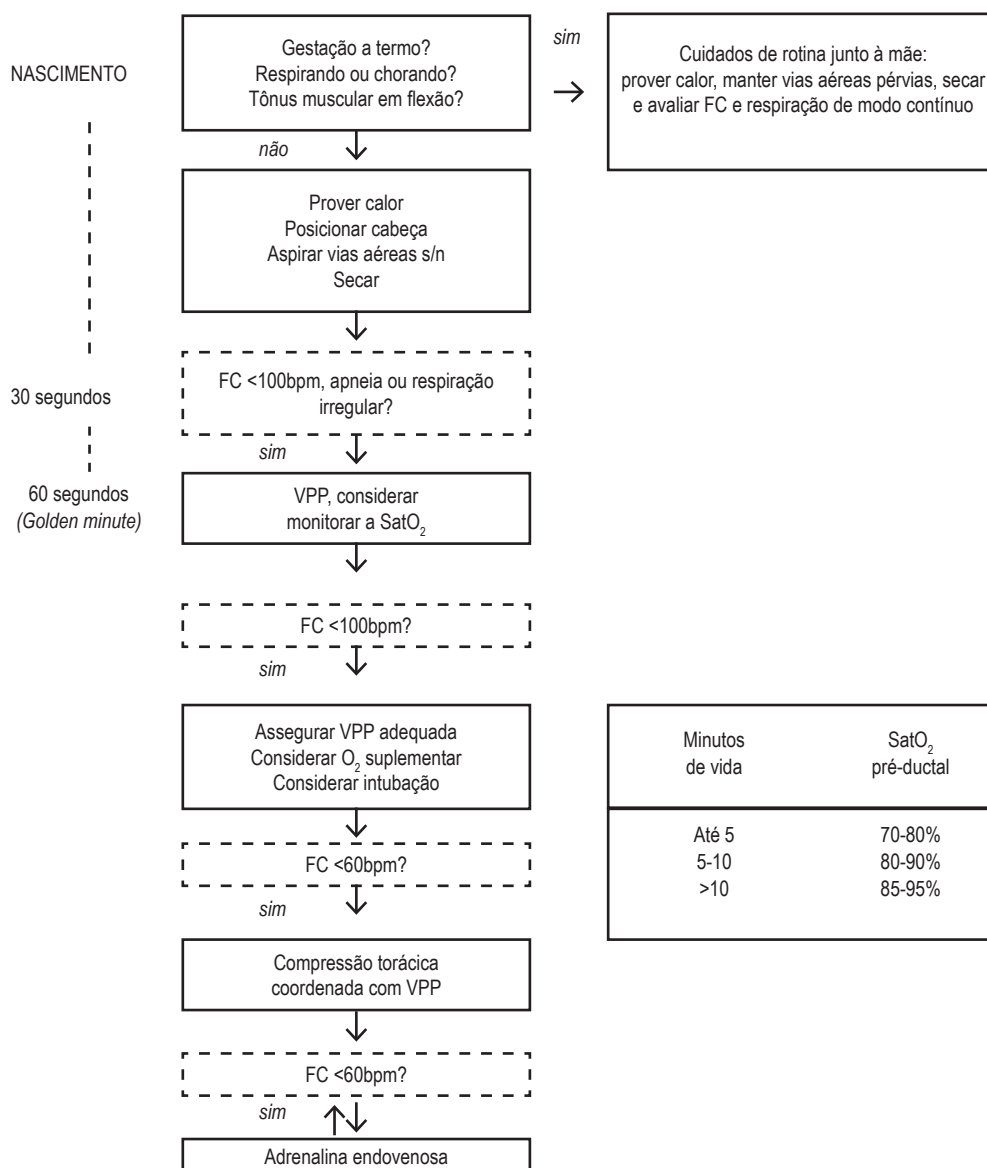 NASCIMENTO
Gestação a termo?
Respirando ou chorando?
Tônus muscular em flexão?
sim
Cuidados de rotina junto à mãe:
prover calor, manter vias aéreas pérvias, secar
e avaliar FC e respiração de modo contínuo
não
Prover calor
Posicionar cabeça
Aspirar vias aéreas s/n
Secar
30 segundos
FC <100bpm, apneia ou respiração
irregular?
sim
60 segundos
(Golden minute)
VPP, considerar
monitorar a SatO₂
FC <100bpm?
sim
Assegurar VPP adequada
Considerar O₂ suplementar
Considerar intubação
FC <60bpm?
sim
Compressão torácica
coordenada com VPP
FC <60bpm?
sim
Adrenalina endovenosa
Minutos SatO₂
de vida pré-ductal
Até 5 70-80%
5-10 80-90%
>10 85-95%